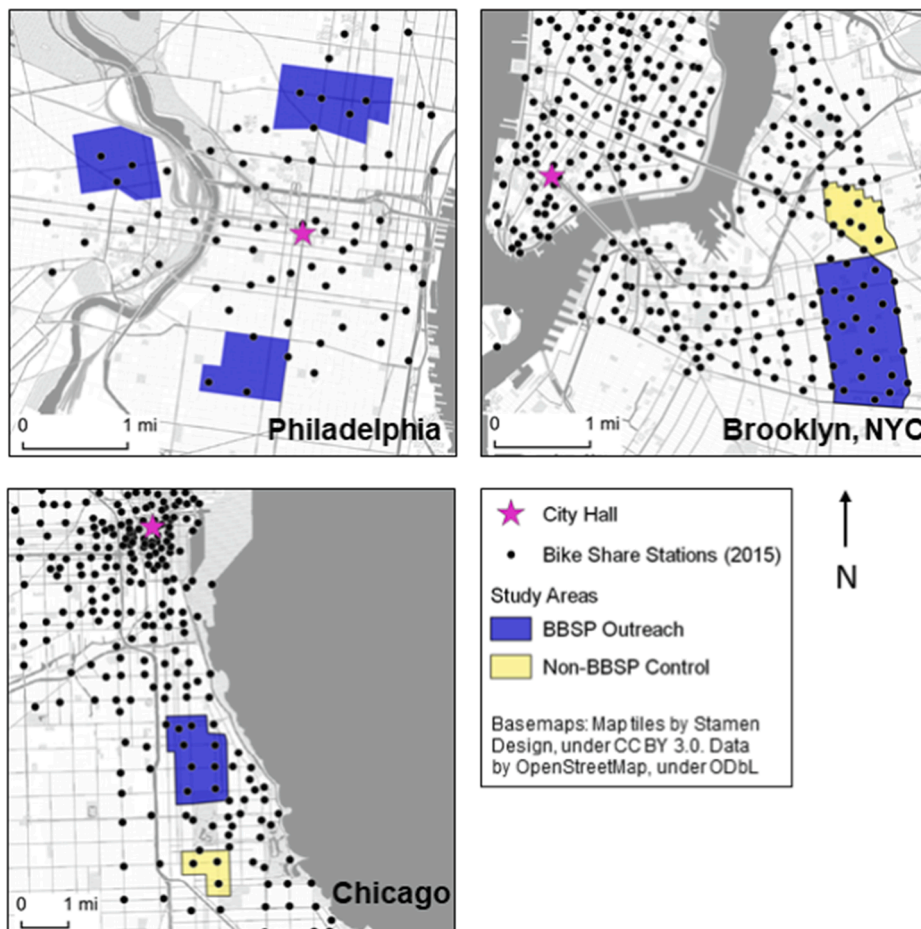 0 1 mi
Philadelphia
0 1 mi
Brooklyn, NYC
0 1 mi
Chicago
City Hall
Bike Share Stations (2015)
Study Areas
BBSP Outreach
Non-BBSP Control
Basemaps: Map tiles by Stamen
Design, under CC BY 3.0. Data
by OpenStreetMap, under ODbL
N